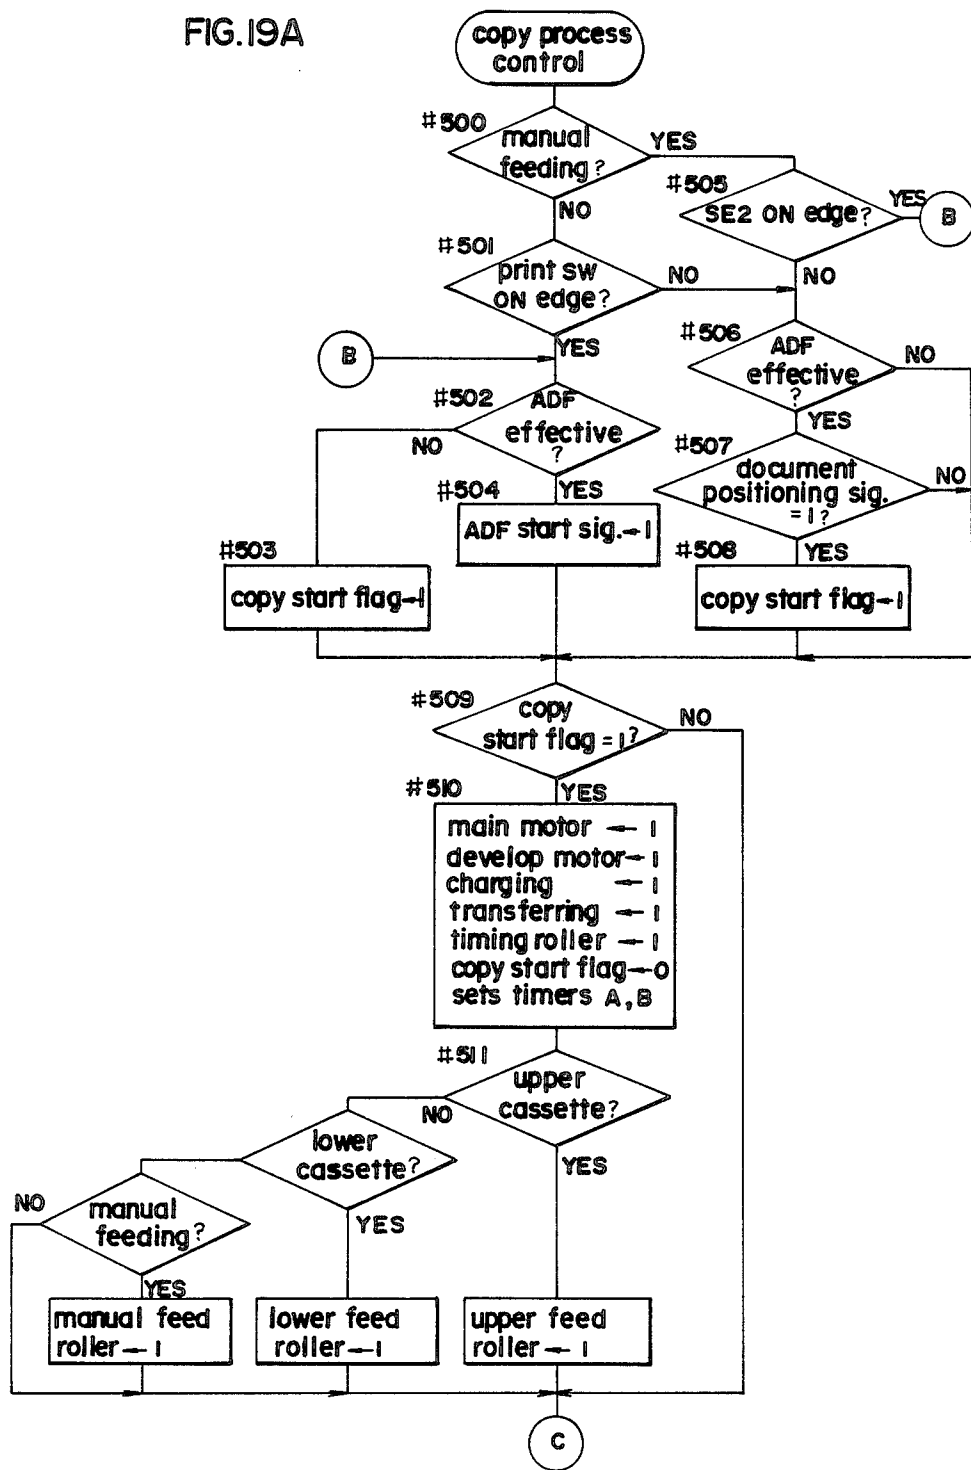 FIG.19A
copy process
control
#500
manual
feeding?
YES
NO
#505
SE2 ON edge?
YES
B
NO
#501
print sw
ON edge?
NO
YES
B
#506
ADF
effective
?
NO
YES
#502
ADF
effective
?
NO
YES
#507
document
positioning sig.
=1?
NO
YES
#504
ADF start sig.←1
#503
copy start flag←1
#508
copy start flag←1
#509
copy
start flag=1?
NO
YES
#510
main motor ← 1
develop motor←1
charging ← 1
transferring ← 1
timing roller ← 1
copy start flag←0
sets timers A,B
#511
upper
cassette?
NO
YES
lower
cassette?
YES
manual
feeding?
NO
YES
manual feed
roller←1
lower feed
roller←1
upper feed
roller←1
C